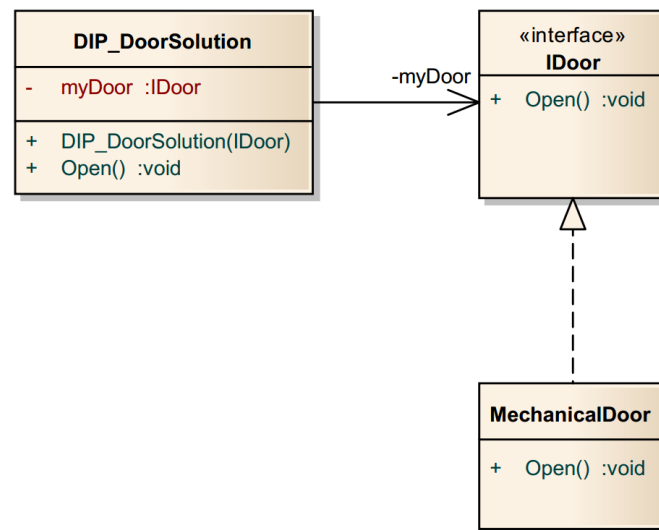 DIP_DoorSolution
- myDoor :IDoor
+ DIP_DoorSolution(IDoor)
+ Open() :void
-myDoor
«interface»
IDoor
+ Open() :void
MechanicalDoor
+ Open() :void